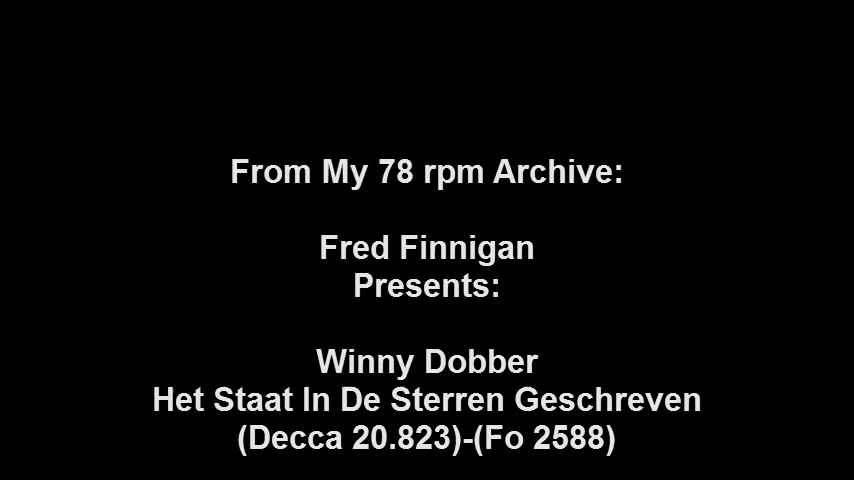 From My 78 rpm Archive:
Fred Finnigan
Presents:
Winny Dobber
Het Staat In De Sterren Geschreven
(Decca 20.823)-(Fo 2588)